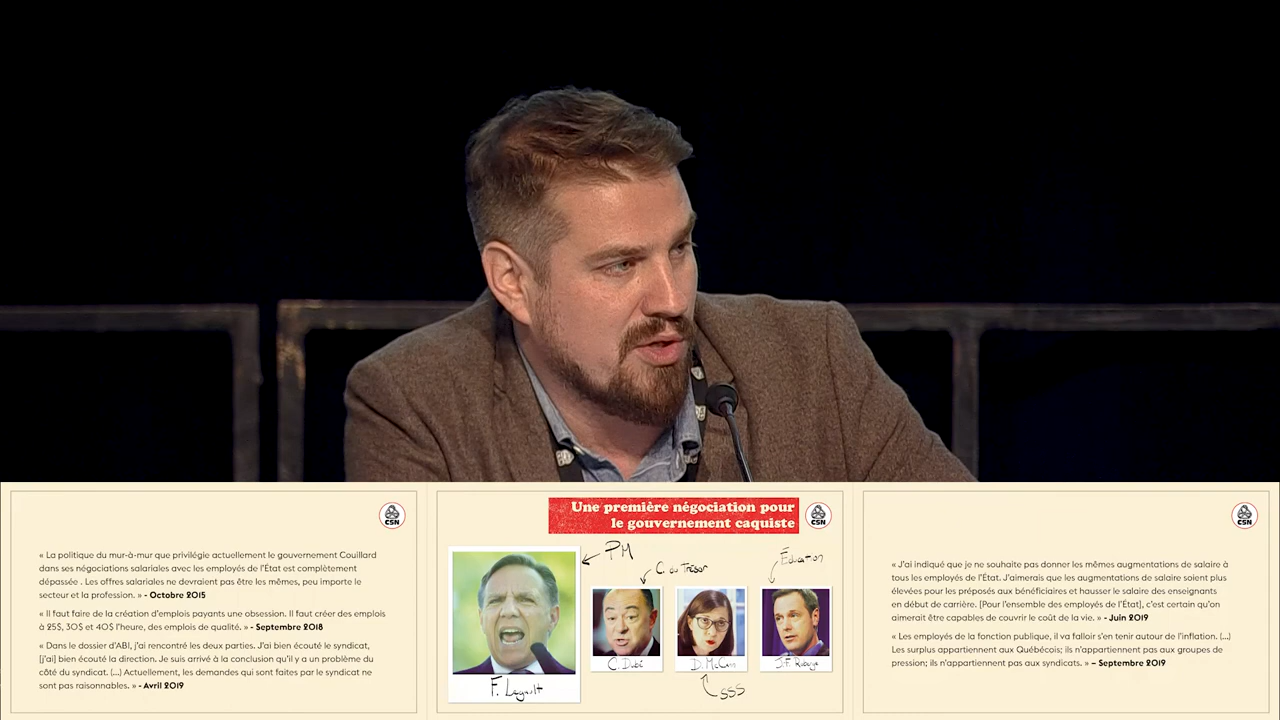 CSN
« La politique du mur-à-mur que privilégie actuellement le gouvernement Couillard
dans ses négociations salariales avec les employés de l'État est complètement
dépassée . Les offres salariales ne devraient pas être les mêmes, peu importe le
secteur et la profession. » - Octobre 2015
« Il faut faire de la création d'emplois payants une obsession. Il faut créer des emplois
à 25$, 30$ et 40$ l'heure, des emplois de qualité. » - Septembre 2018
« Dans le dossier d'ABI, j'ai rencontré les deux parties. J'ai bien écouté le syndicat,
[j'ai] bien écouté la direction. Je suis arrivé à la conclusion qu'il y a un problème du
côté du syndicat. (...) Actuellement, les demandes qui sont faites par le syndicat ne
sont pas raisonnables. » - Avril 2019
Une première négociation pour
le gouvernement caquiste
CSN
PM
C. du Trésor
Éducation
F. Legault
C. Dubé
D. McCann
J.F. Roberge
SSS
CSN
« J'ai indiqué que je ne souhaite pas donner les mêmes augmentations de salaire à
tous les employés de l'État. J'aimerais que les augmentations de salaire soient plus
élevées pour les préposés aux bénéficiaires et hausser le salaire des enseignants
en début de carrière. [Pour l'ensemble des employés de l'État], c'est certain qu'on
aimerait être capables de couvrir le coût de la vie. » - Juin 2019
« Les employés de la fonction publique, il va falloir s'en tenir autour de l'inflation. (...)
Les surplus appartiennent aux Québécois; ils n'appartiennent pas aux groupes de
pression; ils n'appartiennent pas aux syndicats. » – Septembre 2019